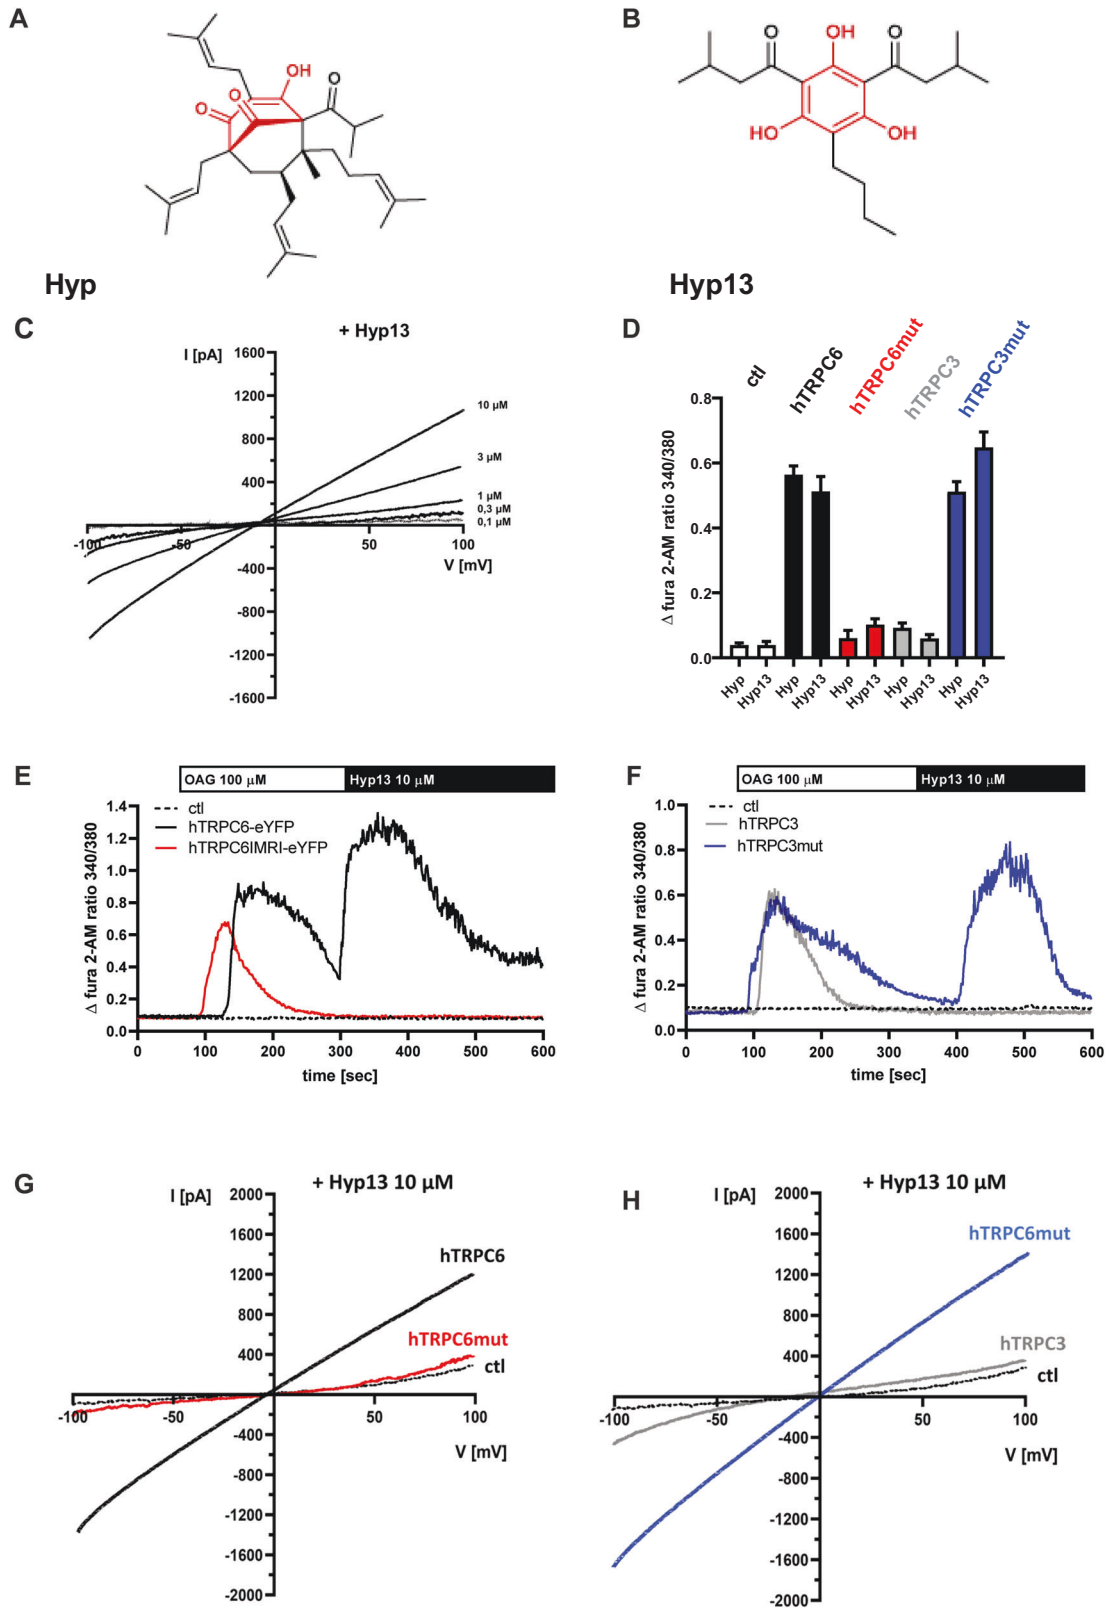 A
B
OH
O
O
O
OH
O
O
HO
OH
Hyp
Hyp13
C
+ Hyp13
I [pA]
1600
1200
800
400
-400
-800
-1200
-1600
-100
-50
50
100
V [mV]
10 µM
3 µM
1 µM
0,3 µM
0,1 µM
D
ctl
hTRPC6
hTRPC6mut
hTRPC3
hTRPC3mut
Δ fura 2-AM ratio 340/380
0.8
0.6
0.4
0.2
0.0
Hyp
Hyp13
Hyp
Hyp13
Hyp
Hyp13
Hyp
Hyp13
Hyp
Hyp13
E
OAG 100 µM
Hyp13 10 µM
ctl
hTRPC6-eYFP
hTRPC6IMRI-eYFP
Δ fura 2-AM ratio 340/380
1.4
1.2
1.0
0.8
0.6
0.4
0.2
0.0
0 100 200 300 400 500 600
time [sec]
F
OAG 100 µM
Hyp13 10 µM
ctl
hTRPC3
hTRPC3mut
Δ fura 2-AM ratio 340/380
1.0
0.8
0.6
0.4
0.2
0.0
0 100 200 300 400 500 600
time [sec]
G
+ Hyp13 10 µM
I [pA]
2000
1600
1200
800
400
-400
-800
-1200
-1600
-2000
-100
-50
50
100
V [mV]
hTRPC6
hTRPC6mut
ctl
H
+ Hyp13 10 µM
I [pA]
2000
1600
1200
800
400
-400
-800
-1200
-1600
-2000
-100
-50
50
100
V [mV]
hTRPC6mut
hTRPC3
ctl